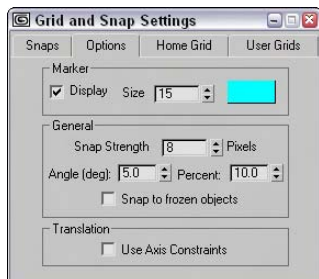 Grid and Snap Settings
Snaps Options Home Grid User Grids
Marker
Display Size 15
General
Snap Strength 8 Pixels
Angle (deg): 5.0 Percent: 10.0
Snap to frozen objects
Translation
Use Axis Constraints